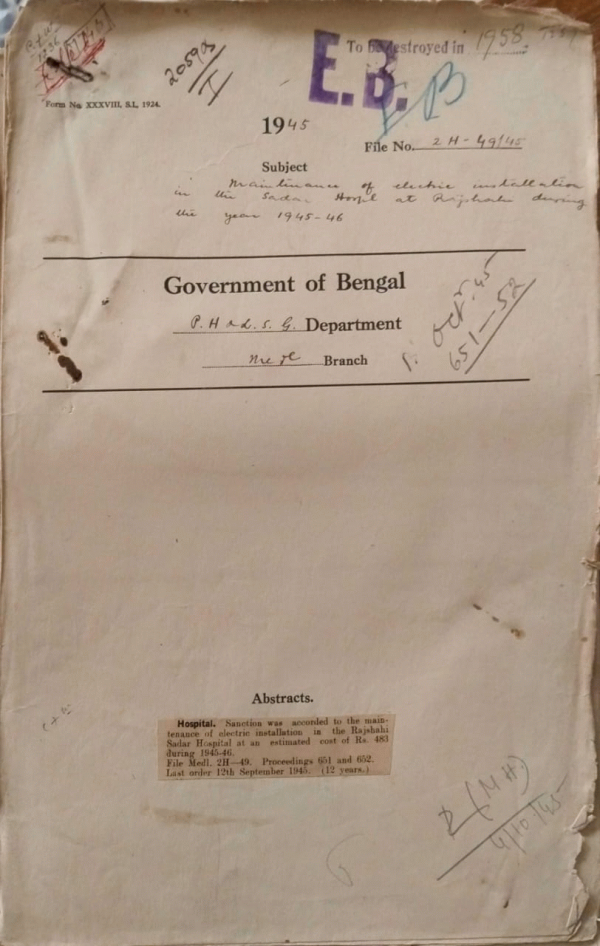 To be destroyed in 1958
E.B.
EB
20593/I
Form No. XXXVIII, S.L. 1924.
1945
File No. 2H-49/45
Subject
Maintenance of electric installation
in the Sadar Hospl at Rajshahi during
the year 1945-46
Government of Bengal
P.H & L.S.G. Department
Medl Branch
P. Octr. 45
651-52
Abstracts.
Hospital. Sanction was accorded to the main-
tenance of electric installation in the Rajshahi
Sadar Hospital at an estimated cost of Rs. 483
during 1945-46.
File Medl. 2H—49. Proceedings 651 and 652.
Last order 12th September 1945. (12 years.)
(MH)
4/10/45